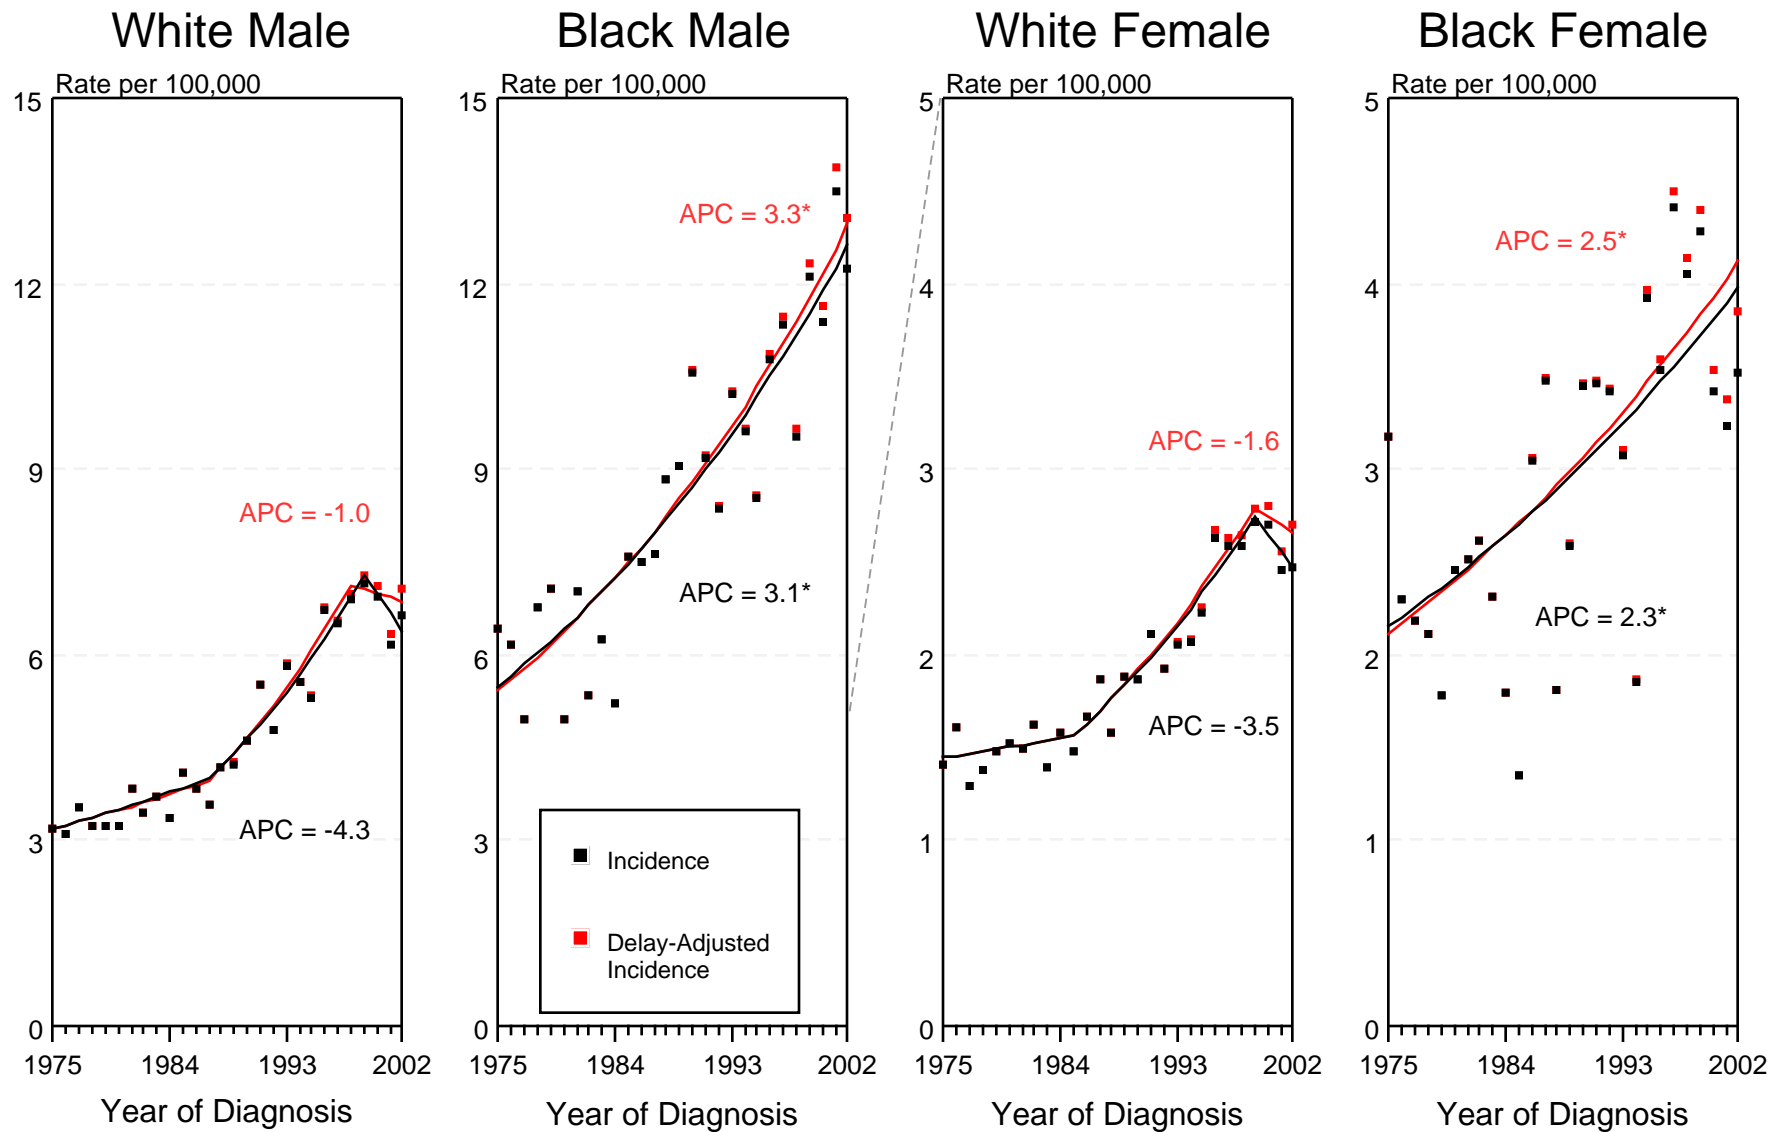 White Male
Rate per 100,000
15
12
9
6
3
0
APC = -1.0
APC = -4.3
1975
1984
1993
2002
Year of Diagnosis
Black Male
Rate per 100,000
15
12
9
6
3
0
APC = 3.3*
APC = 3.1*
Incidence
Delay-Adjusted
Incidence
1975
1984
1993
2002
Year of Diagnosis
White Female
Rate per 100,000
5
4
3
2
1
0
APC = -1.6
APC = -3.5
1975
1984
1993
2002
Year of Diagnosis
Black Female
Rate per 100,000
5
4
3
2
1
0
APC = 2.5*
APC = 2.3*
1975
1984
1993
2002
Year of Diagnosis